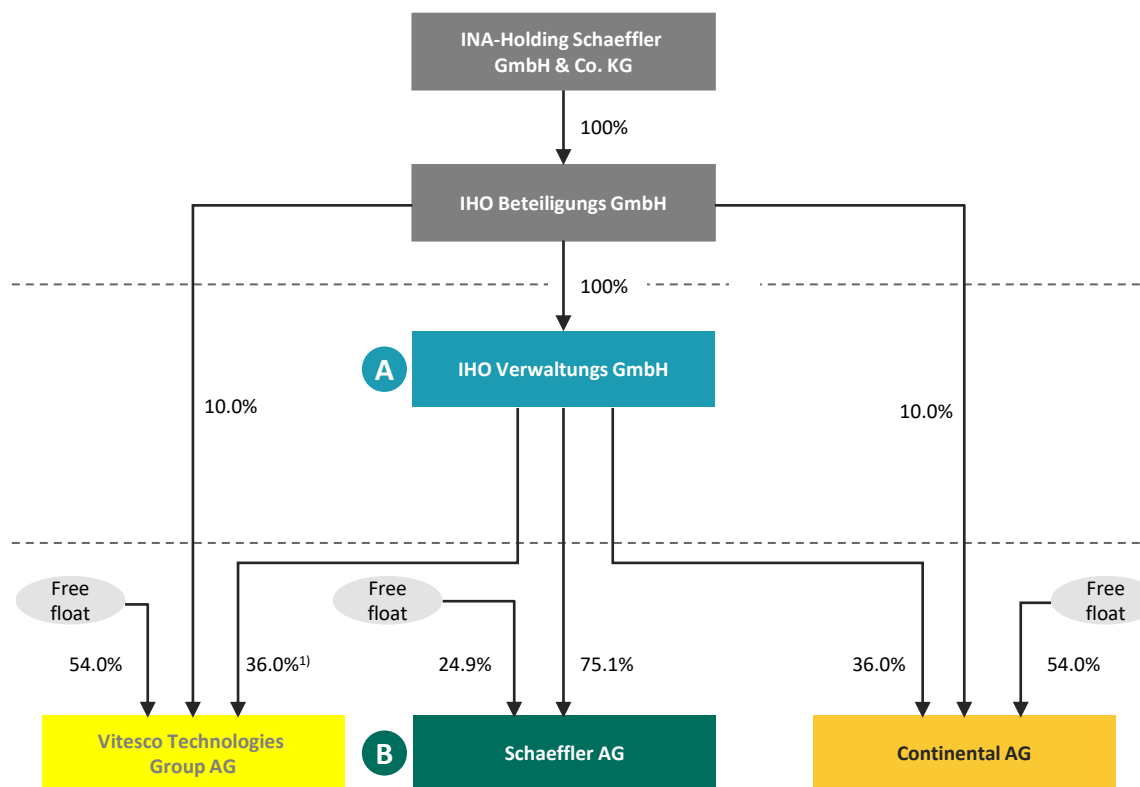 INA-Holding Schaeffler
GmbH & Co. KG
100%
IHO Beteiligungs GmbH
100%
A
IHO Verwaltungs GmbH
10.0%
10.0%
Free
float
Free
float
Free
float
54.0%
36.0%1)
24.9%
75.1%
36.0%
54.0%
Vitesco Technologies
Group AG
B
Schaeffler AG
Continental AG